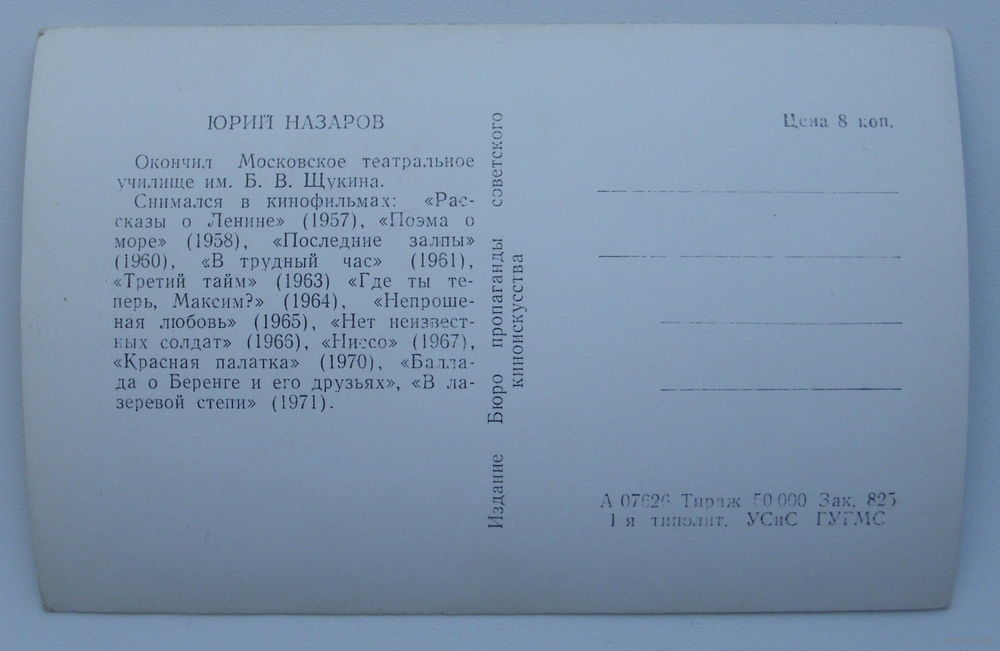 ЮРИЙ НАЗАРОВ
Окончил Московское театральное
училище им. Б. В. Щукина.
Снимался в кинофильмах: «Рас-
сказы о Ленине» (1957), «Поэма о
море» (1958), «Последние залпы»
(1960), «В трудный час» (1961),
«Третий тайм» (1963) «Где ты те-
перь, Максим?» (1964), «Непроше-
ная любовь» (1965), «Нет неизвест-
ных солдат» (1966), «Ниссо» (1967),
«Красная палатка» (1970), «Балла-
да о Беренге и его друзьях», «В ла-
зеревой степи» (1971).
Издание Бюро пропаганды советского
киноискусства
Цена 8 коп.
А 07626 Тираж 50 000 Зак. 825
1 я типолит. УСиС ГУГМС